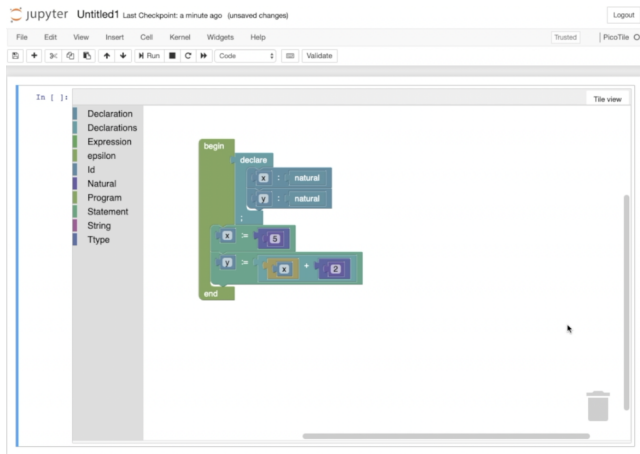 jupyter Untitled1 Last Checkpoint: a minute ago (unsaved changes) Logout
File Edit View Insert Cell Kernel Widgets Help Trusted PicoTile
Run Code Validate
In [ ]: Tile view
Declaration
Declarations
Expression
epsilon
Id
Natural
Program
Statement
String
Ttype
begin
declare
x : natural
y : natural
;
x := 5
y := x + 2
end